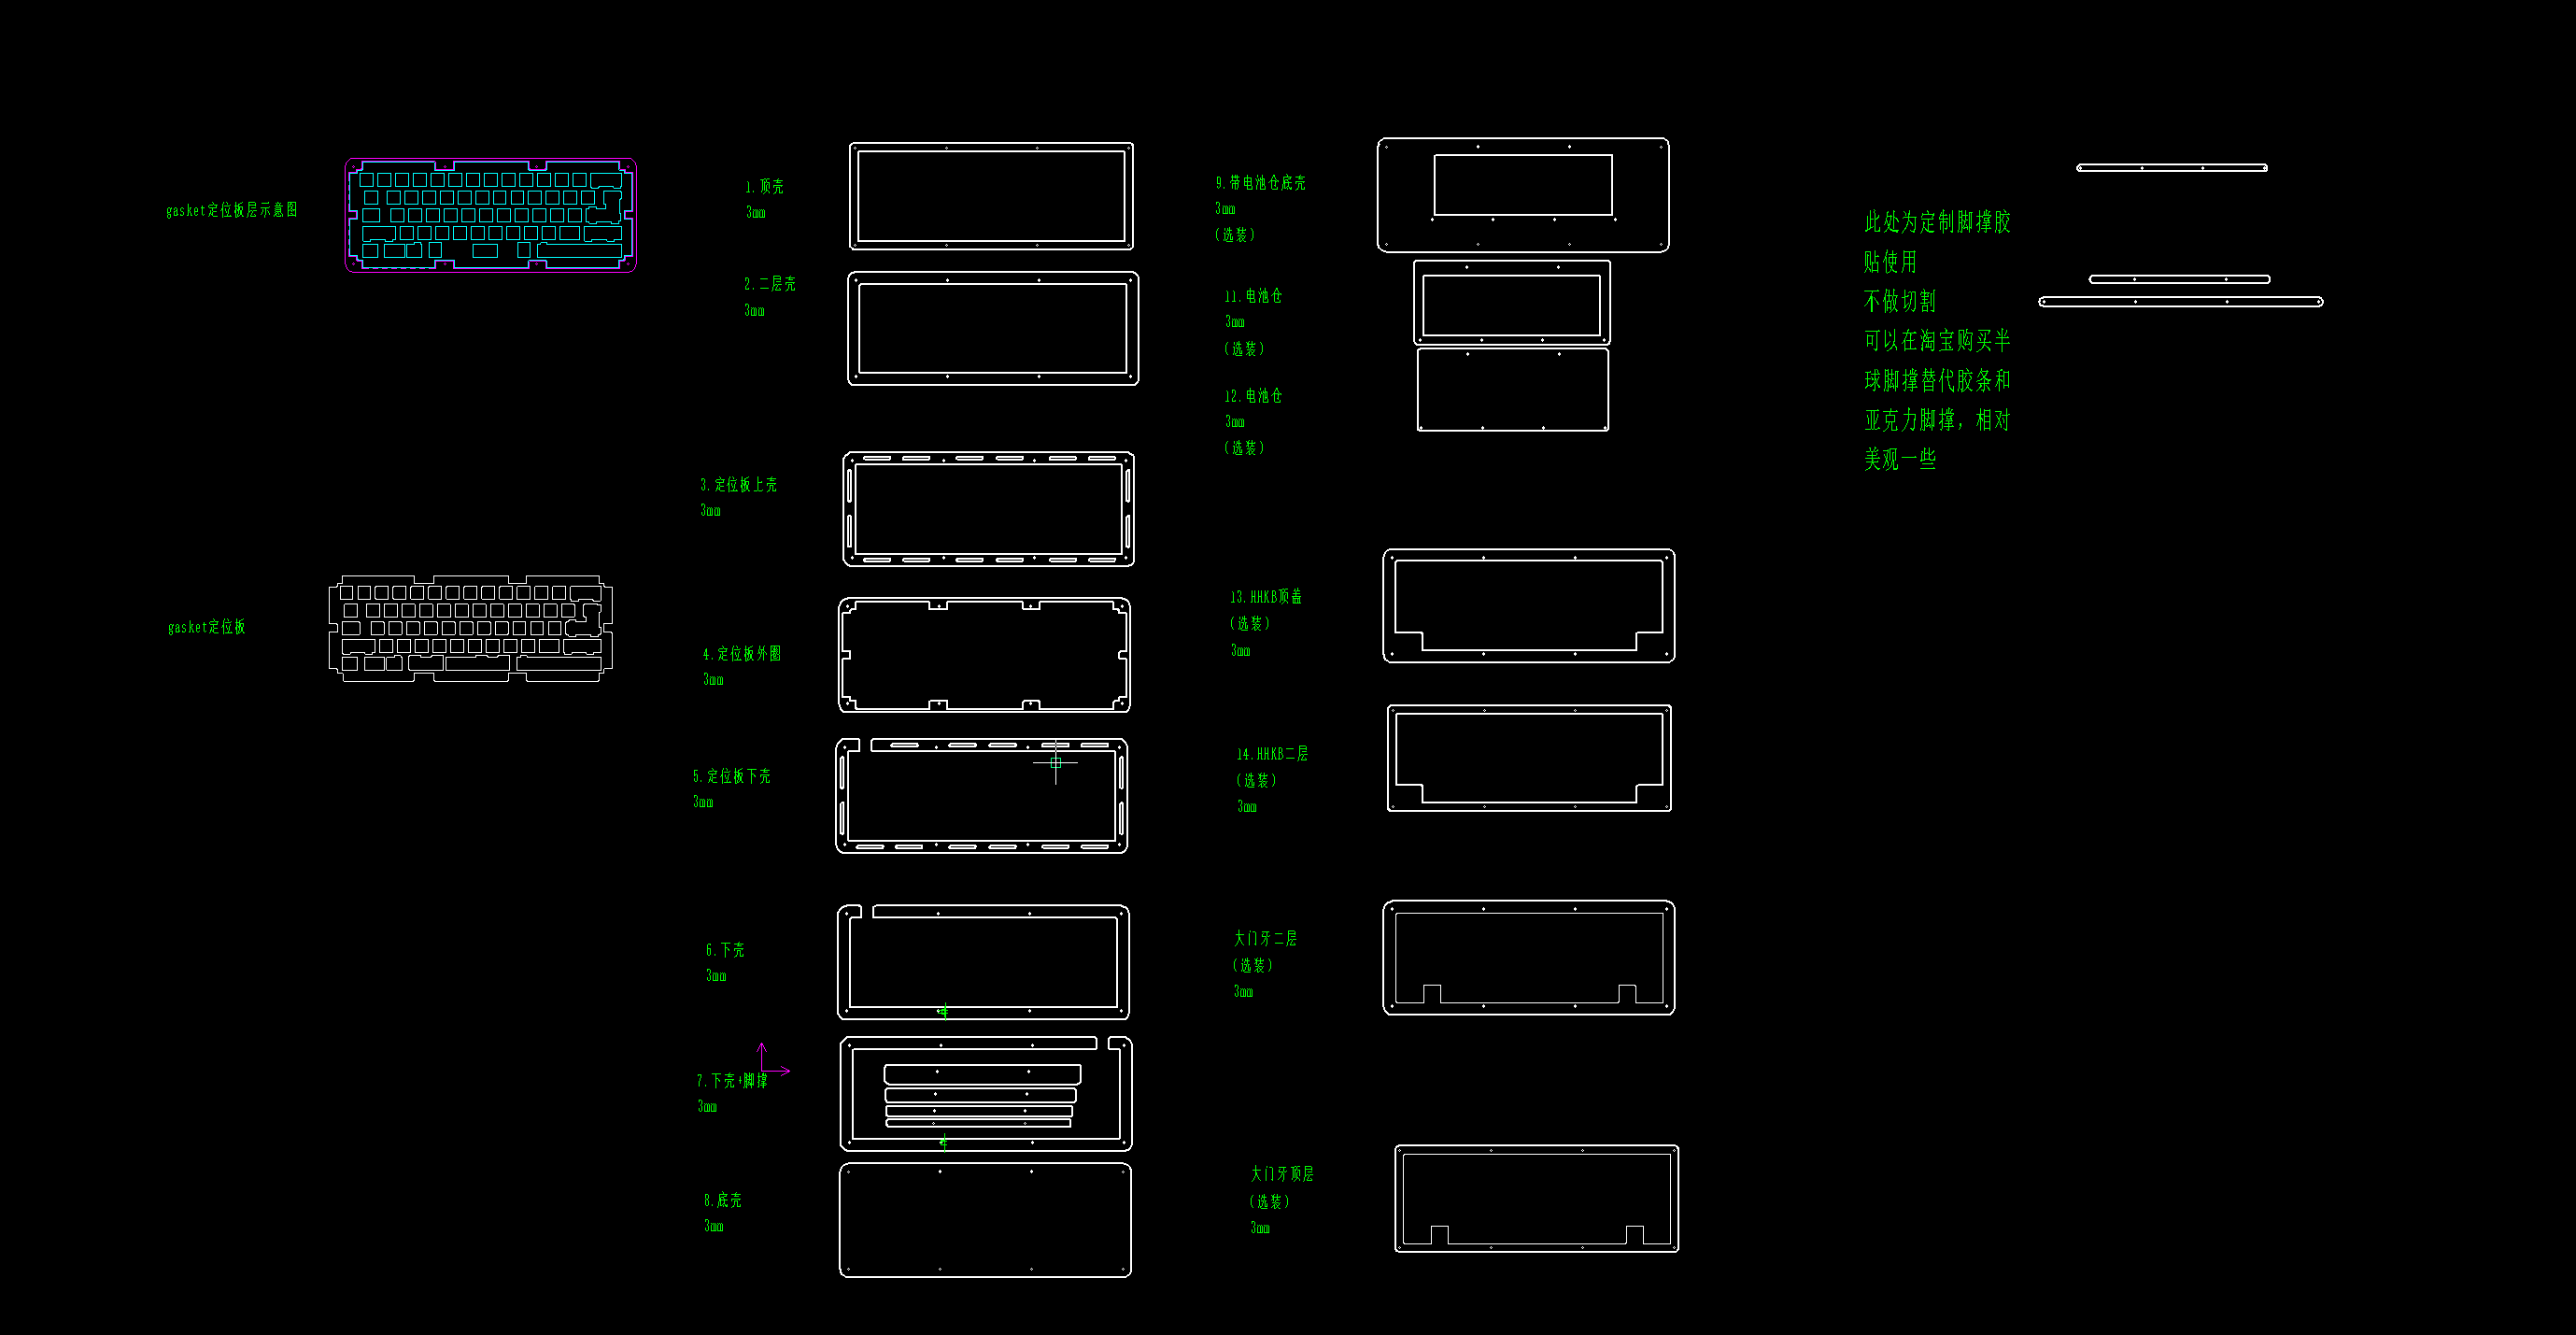 gasket定位板层示意图
gasket定位板
1.顶壳
3mm
2.二层壳
3mm
3.定位板上壳
3mm
4.定位板外圈
3mm
5.定位板下壳
3mm
6.下壳
3mm
7.下壳+脚撑
3mm
8.底壳
3mm
9.带电池仓底壳
3mm
(选装)
11.电池仓
3mm
(选装)
12.电池仓
3mm
(选装)
13.HHKB顶盖
(选装)
3mm
14.HHKB二层
(选装)
3mm
大门牙二层
(选装)
3mm
大门牙顶层
(选装)
3mm
此处为定制脚撑胶
贴使用
不做切割
可以在淘宝购买半
球脚撑替代胶条和
亚克力脚撑，相对
美观一些